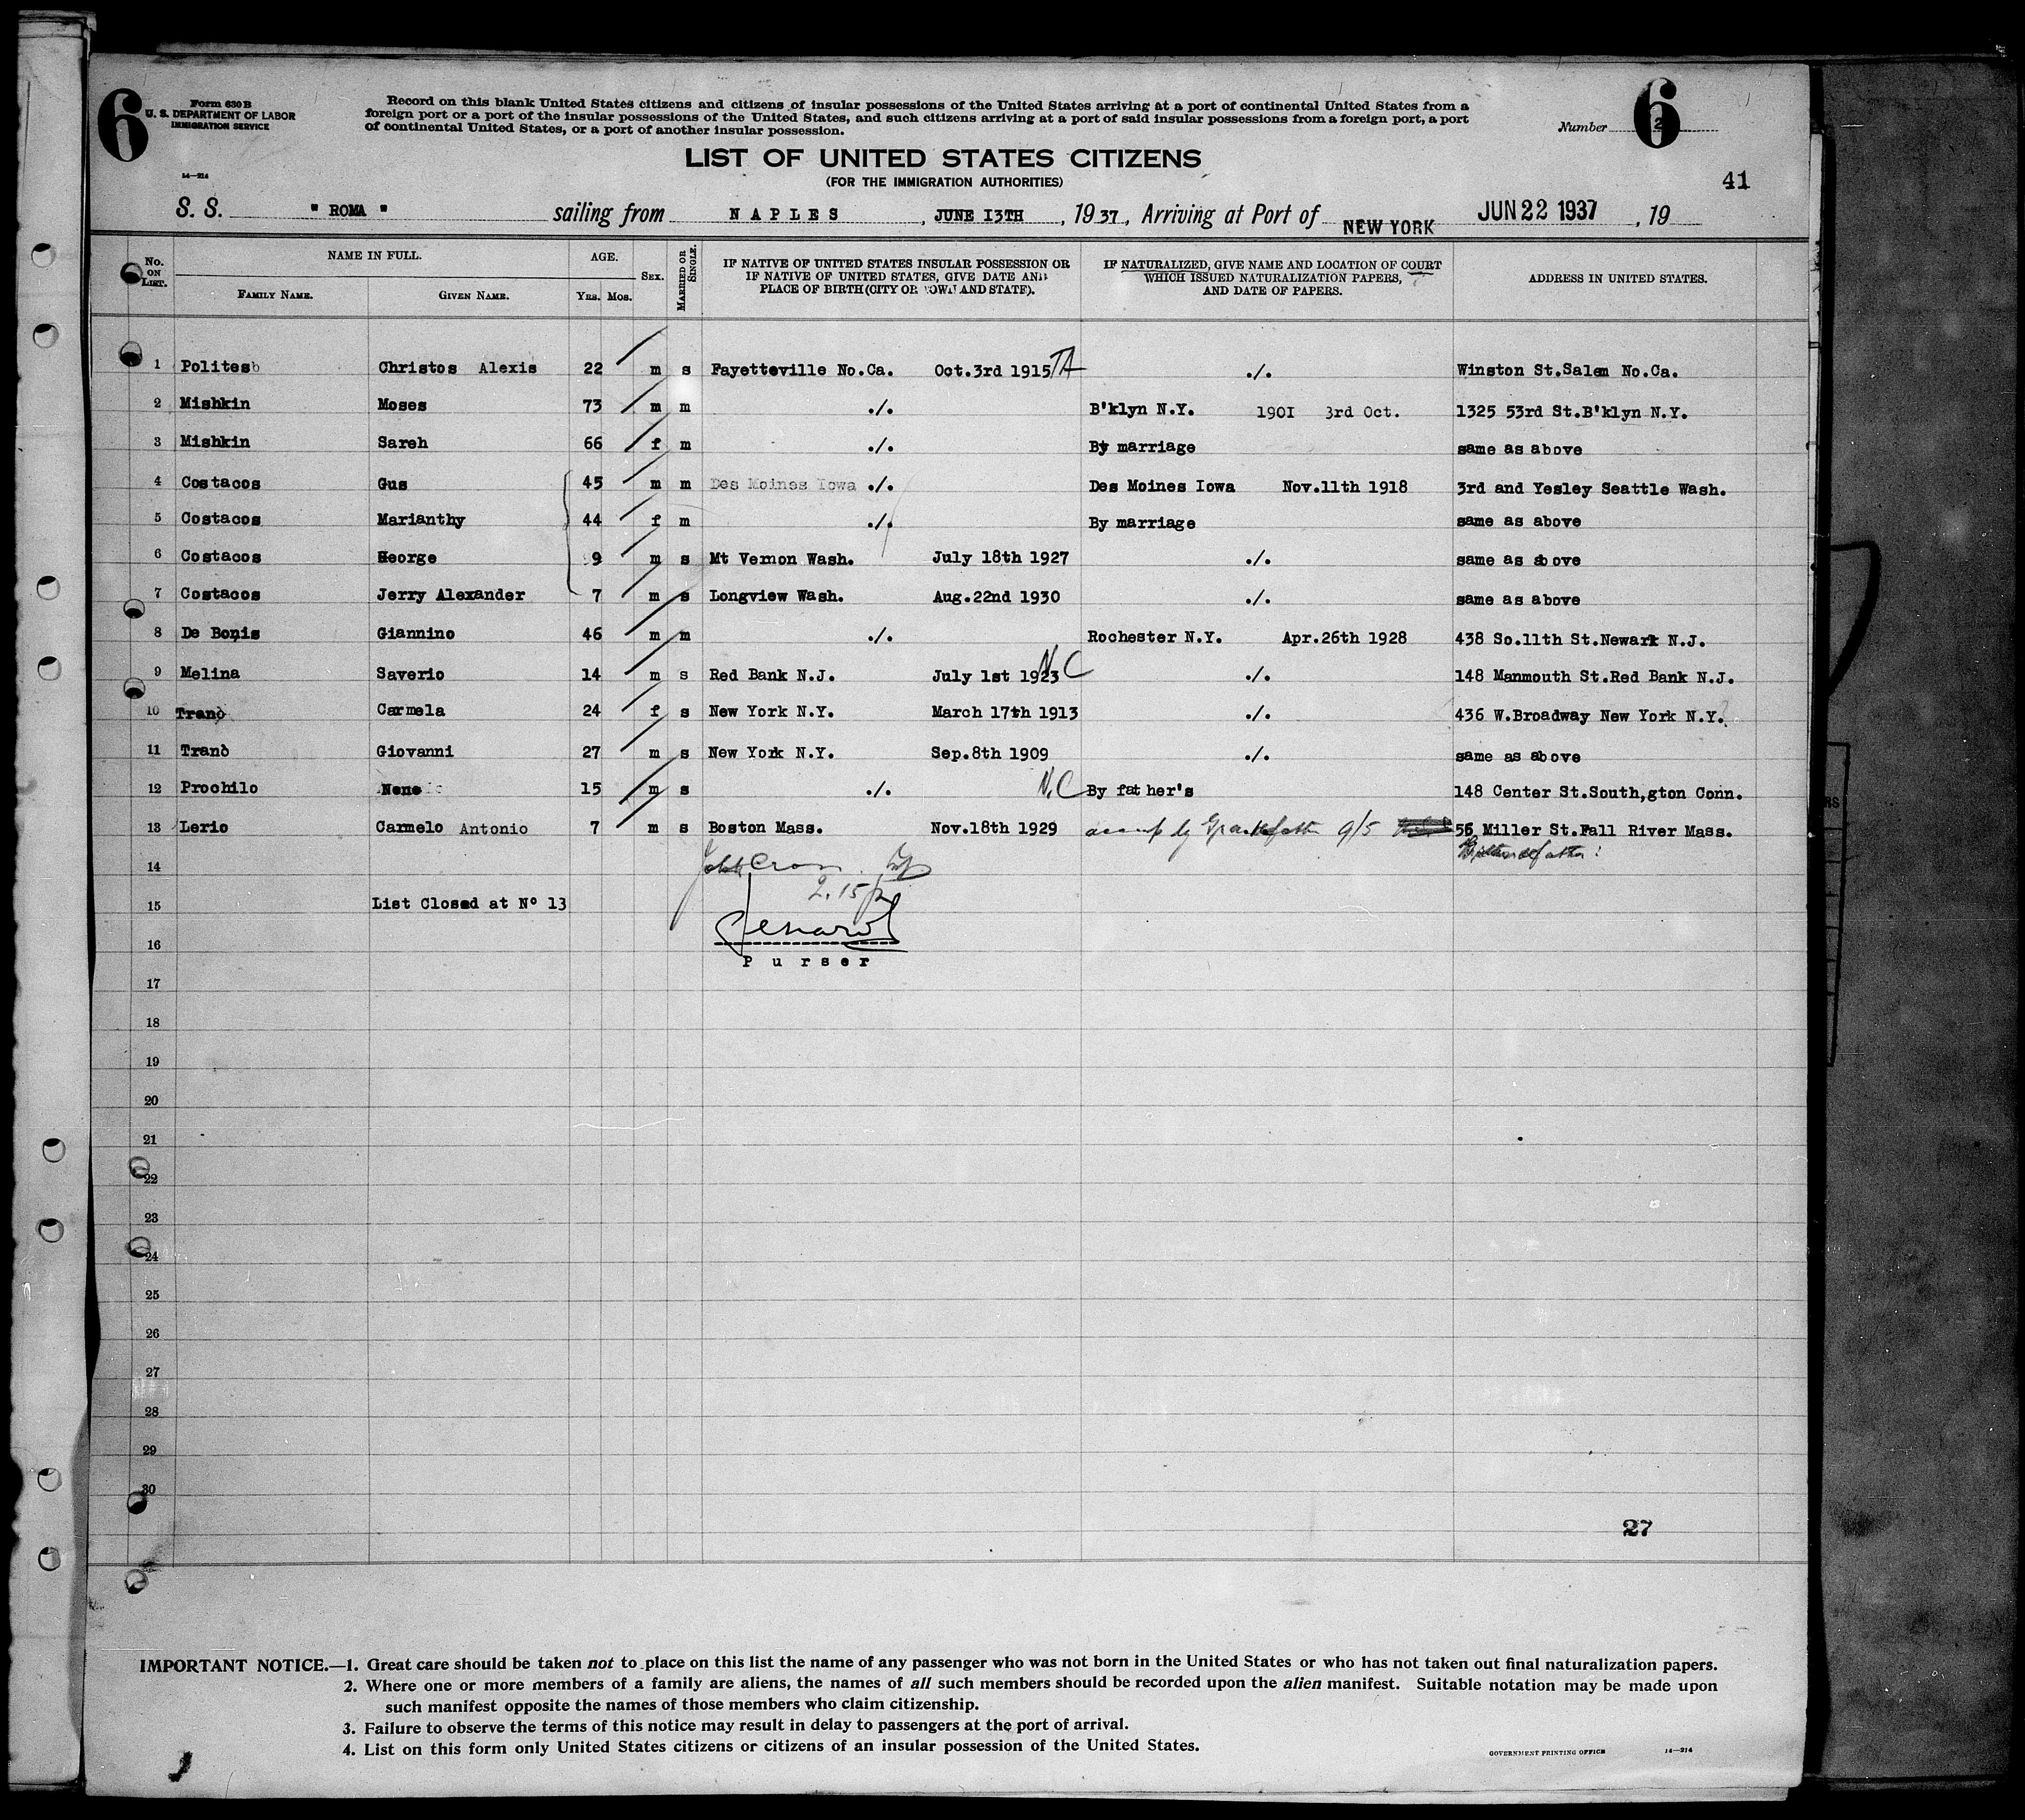 6
Form 630 B
U. S. DEPARTMENT OF LABOR
IMMIGRATION SERVICE
14—214
Record on this blank United States citizens and citizens of insular possessions of the United States arriving at a port of continental United States from a
foreign port or a port of the insular possessions of the United States, and such citizens arriving at a port of said insular possessions from a foreign port, a port
of continental United States, or a port of another insular possession.
Number 2
6
LIST OF UNITED STATES CITIZENS
(FOR THE IMMIGRATION AUTHORITIES)
41
S. S. " ROMA " sailing from NAPLES, JUNE I3TH, 1937, Arriving at Port of NEW YORK JUN 22 1937, 19
No. ON LIST. NAME IN FULL. FAMILY NAME. GIVEN NAME. AGE. YRS. MOS. SEX. MARRIED OR SINGLE. IF NATIVE OF UNITED STATES INSULAR POSSESSION OR IF NATIVE OF UNITED STATES, GIVE DATE AND PLACE OF BIRTH (CITY OR TOWN AND STATE). IF NATURALIZED, GIVE NAME AND LOCATION OF COURT WHICH ISSUED NATURALIZATION PAPERS, AND DATE OF PAPERS. ADDRESS IN UNITED STATES.
1 Polites Christos Alexis 22 m s Fayetteville No.Ca. Oct.3rd 1915 TA ./. Winston St.Salem No.Ca.
2 Mishkin Moses 73 m m ./. B'klyn N.Y. 190I 3rd Oct. 1325 53rd St.B'klyn N.Y.
3 Mishkin Sareh 66 f m ./. By marriage same as above
4 Costacos Gus 45 m m Des Moines Iowa ./. Des Moines Iowa Nov.11th 1918 3rd and Yesley Seattle Wash.
5 Costacos Marianthy 44 f m ./. By marriage same as above
6 Costacos George 9 m s Mt Vernon Wash. July 18th 1927 ./. same as above
7 Costacos Jerry Alexander 7 m s Longview Wash. Aug.22nd 1930 ./. same as above
8 De Bonis Giannino 46 m m ./. Rochester N.Y. Apr.26th 1928 438 So.11th St.Newark N.J.
9 Melina Saverio 14 m s Red Bank N.J. July 1st 1923 N.C ./. 148 Manmouth St.Red Bank N.J.
10 Tranò Carmela 24 f s New York N.Y. March 17th 1913 ./. 436 W.Broadway New York N.Y.
11 Tranò Giovanni 27 m s New York N.Y. Sep.8th 1909 ./. same as above
12 Prochilo Nene 15 m s ./. N.C By father's 148 Center St.South,gton Conn.
13 Lerio Carmelo Antonio 7 m s Boston Mass. Nov.18th 1929 accomp by Grandfather 9/5 56 Miller St.Fall River Mass.
14
2.15
15 List Closed at Nº 13
16
Purser
17
18
19
20
21
22
23
24
25
26
27
28
29
30
27
IMPORTANT NOTICE.—1. Great care should be taken not to place on this list the name of any passenger who was not born in the United States or who has not taken out final naturalization papers.
2. Where one or more members of a family are aliens, the names of all such members should be recorded upon the alien manifest. Suitable notation may be made upon
such manifest opposite the names of those members who claim citizenship.
3. Failure to observe the terms of this notice may result in delay to passengers at the port of arrival.
4. List on this form only United States citizens or citizens of an insular possession of the United States.
GOVERNMENT PRINTING OFFICE 14—214